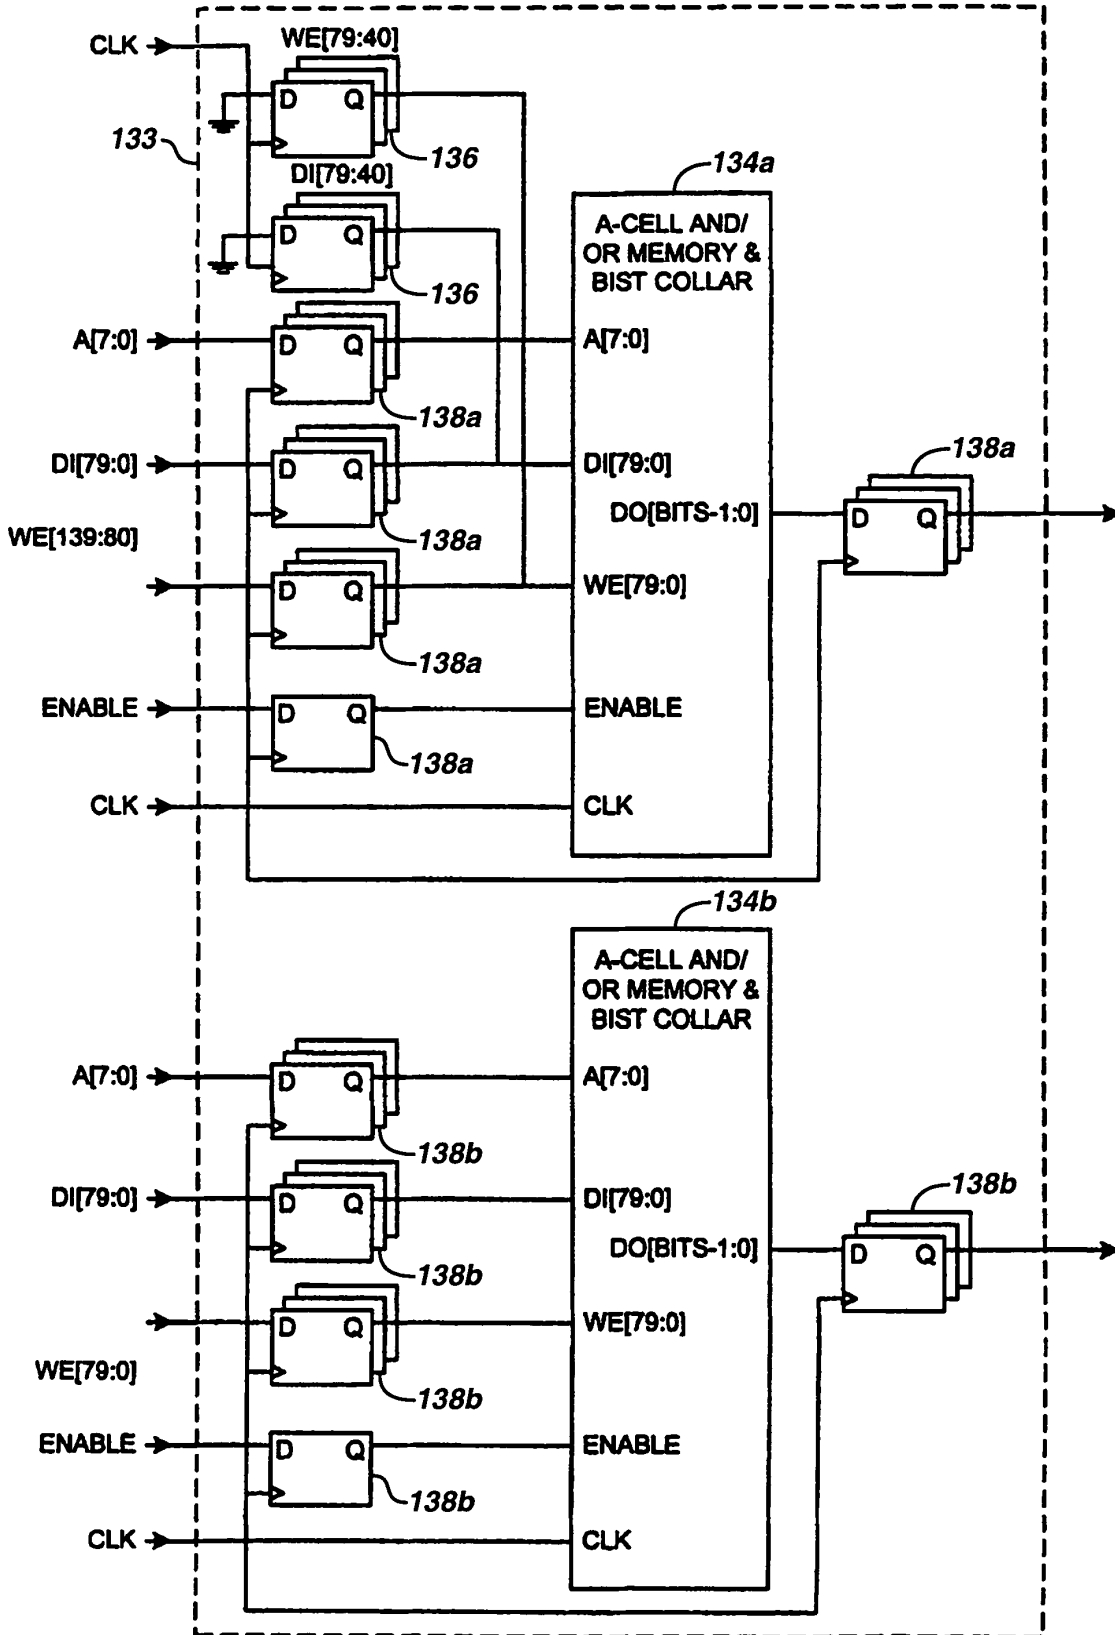 CLK
WE[79:40]
D Q
133
136
DI[79:40]
D Q
136
134a
A-CELL AND/
OR MEMORY &
BIST COLLAR
A[7:0]
D Q
A[7:0]
138a
DI[79:0]
D Q
DI[79:0]
138a
DO[BITS-1:0]
D Q
138a
WE[139:80]
D Q
WE[79:0]
138a
ENABLE
D Q
ENABLE
138a
CLK
CLK
134b
A-CELL AND/
OR MEMORY &
BIST COLLAR
A[7:0]
D Q
A[7:0]
138b
DI[79:0]
D Q
DI[79:0]
138b
DO[BITS-1:0]
D Q
138b
D Q
WE[79:0]
WE[79:0]
138b
ENABLE
D Q
ENABLE
138b
CLK
CLK